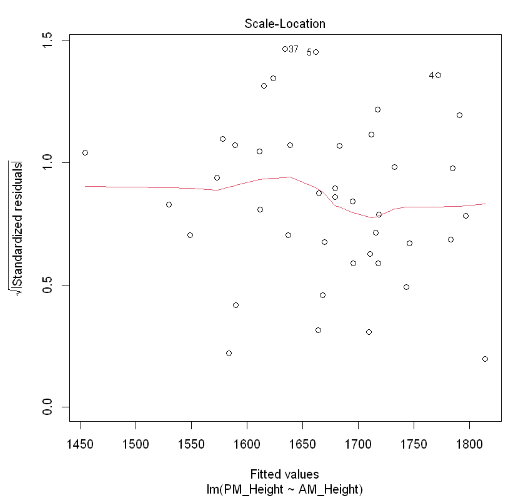 Scale-Location
1.5
1.0
0.5
0.0
√|Standardized residuals|
37
5
4
1450 1500 1550 1600 1650 1700 1750 1800
Fitted values
lm(PM_Height ~ AM_Height)